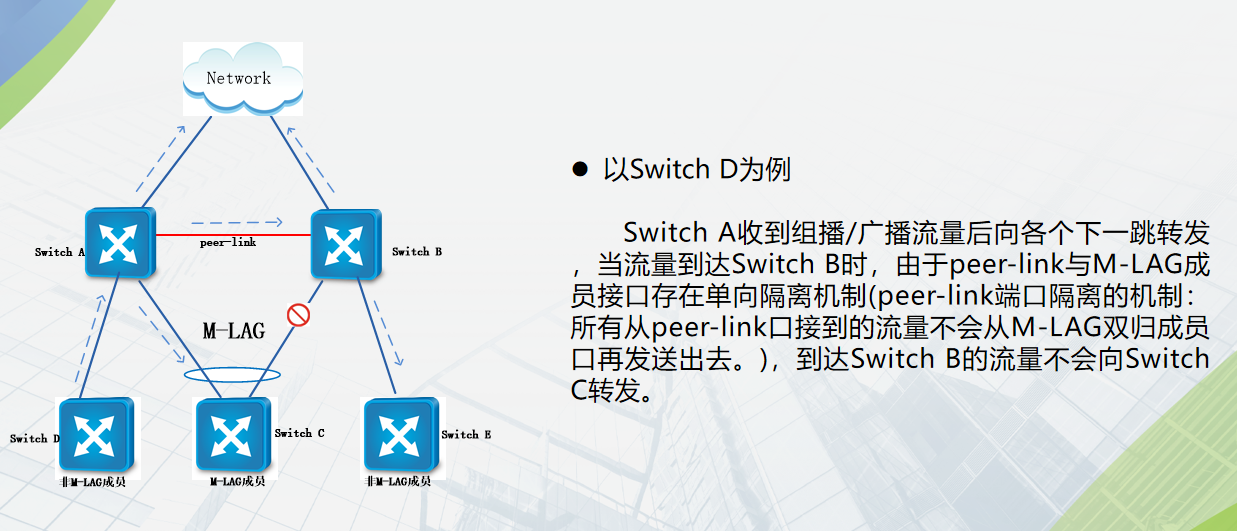 Network
Switch A
peer-link
Switch B
M-LAG
Switch D
Switch C
Switch E
非M-LAG成员
M-LAG成员
非M-LAG成员
● 以Switch D为例
Switch A收到组播/广播流量后向各个下一跳转发
，当流量到达Switch B时，由于peer-link与M-LAG成
员接口存在单向隔离机制(peer-link端口隔离的机制：
所有从peer-link口接到的流量不会从M-LAG双归成员
口再发送出去。)，到达Switch B的流量不会向Switch
C转发。